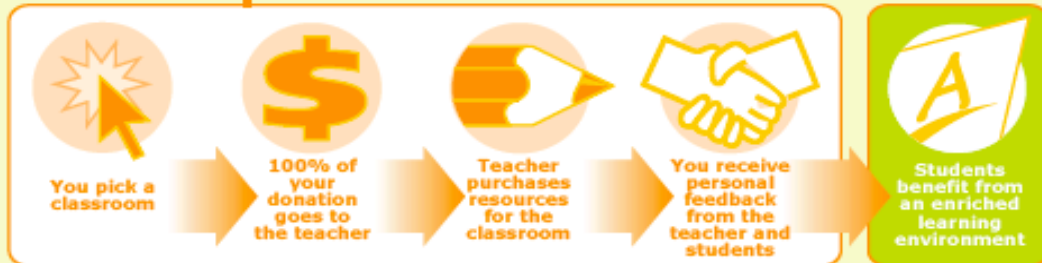 You pick a
classroom
100% of
your
donation
goes to
the teacher
Teacher
purchases
resources
for the
classroom
You receive
personal
feedback
from the
teacher and
students
A
Students
benefit from
an enriched
learning
environment